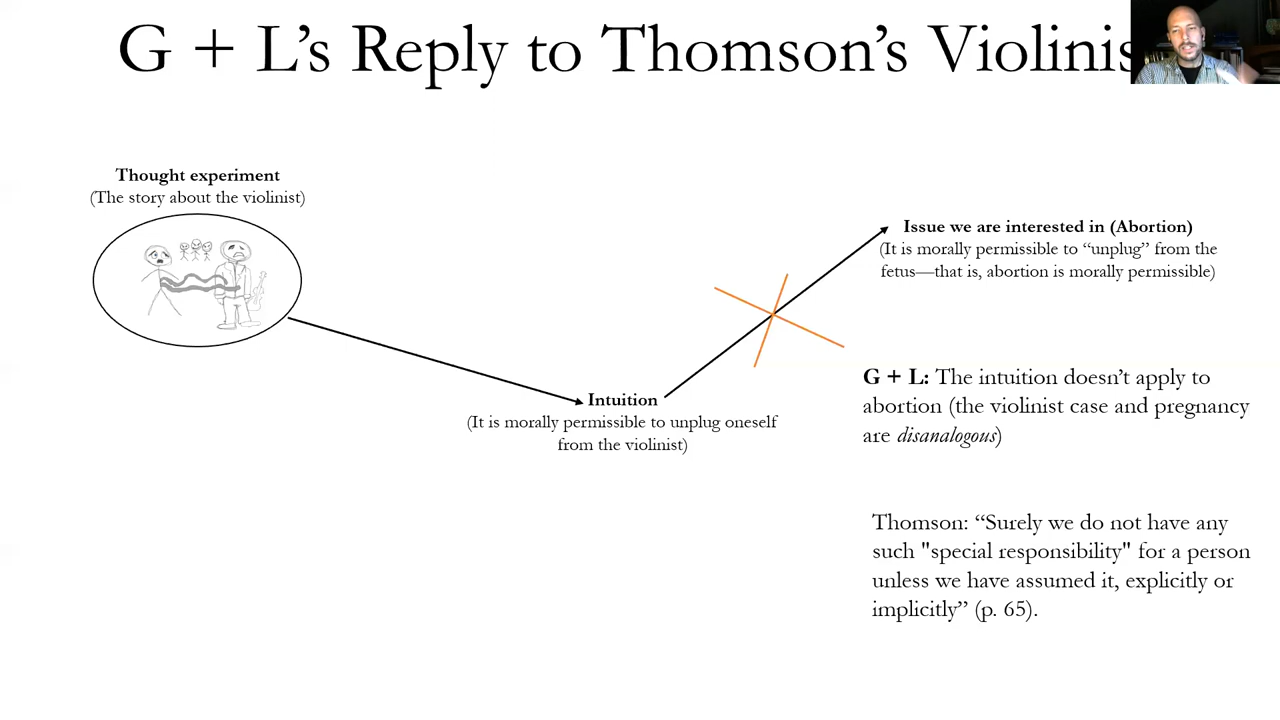 G + L’s Reply to Thomson’s Violinis
Thought experiment
(The story about the violinist)
Issue we are interested in (Abortion)
(It is morally permissible to “unplug” from the
fetus—that is, abortion is morally permissible)
G + L: The intuition doesn’t apply to
abortion (the violinist case and pregnancy
are disanalogous)
Intuition
(It is morally permissible to unplug oneself
from the violinist)
Thomson: “Surely we do not have any
such "special responsibility" for a person
unless we have assumed it, explicitly or
implicitly” (p. 65).